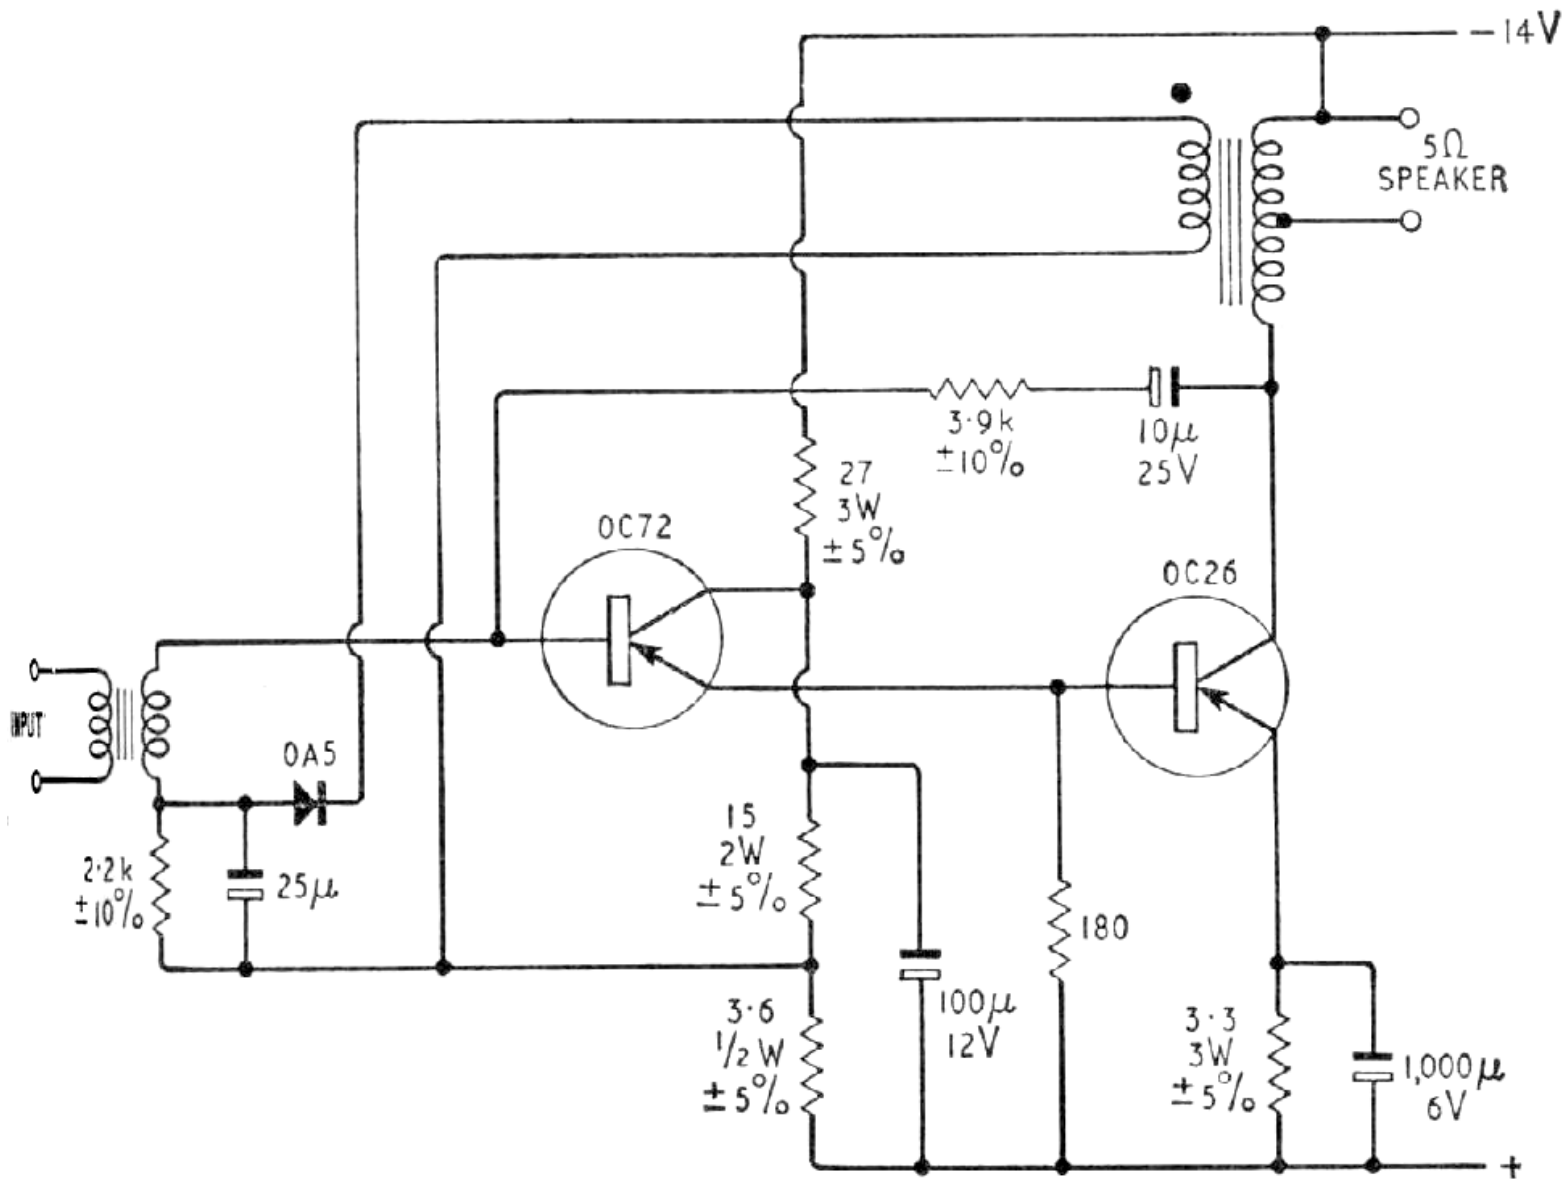 −14V
5Ω
SPEAKER
3·9k
±10%
10μ
25V
27
3W
±5%
OC72
OC26
INPUT
OA5
2·2k
±10%
25μ
15
2W
±5%
180
100μ
12V
3·6
1/2 W
±5%
3·3
3W
±5%
1,000μ
6V
+